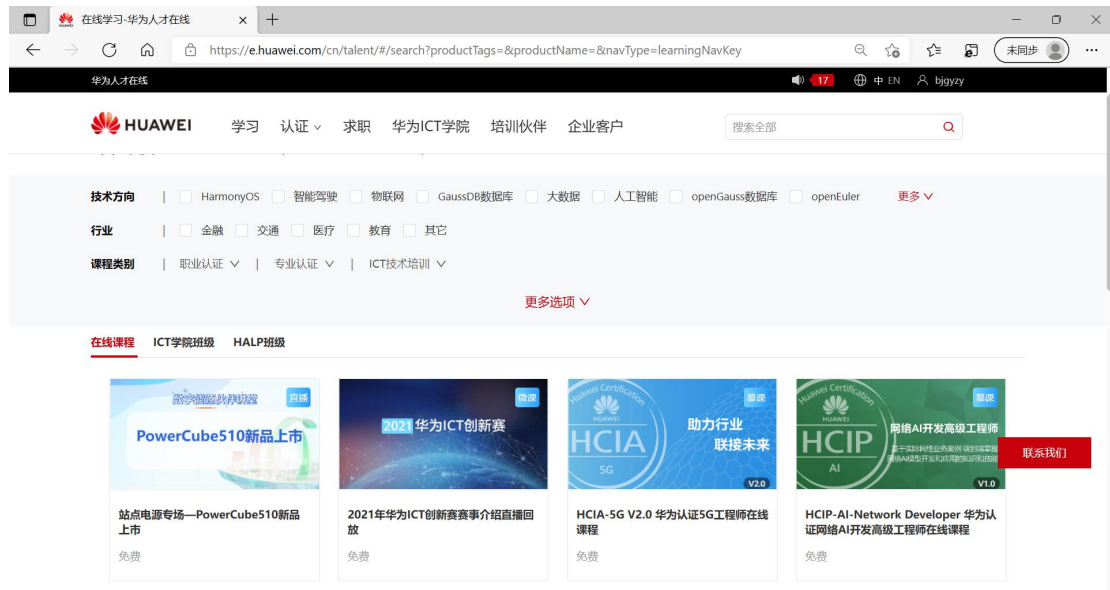 在线学习-华为人才在线
https://e.huawei.com/cn/talent/#/search?productTags=&productName=&navType=learningNavKey
未同步
华为人才在线
17 中 EN bjgyzy
HUAWEI 学习 认证 求职 华为ICT学院 培训伙伴 企业客户 搜索全部
技术方向 | HarmonyOS 智能驾驶 物联网 GaussDB数据库 大数据 人工智能 openGauss数据库 openEuler 更多
行业 | 金融 交通 医疗 教育 其它
课程类别 | 职业认证 | 专业认证 | ICT技术培训
更多选项
在线课程 ICT学院班级 HALP班级
直播
PowerCube510新品上市
微课
2021 华为ICT创新赛
慕课
Huawei Certification
HUAWEI
HCIA
5G
助力行业
联接未来
V2.0
慕课
Huawei Certification
HUAWEI
HCIP
AI
网络AI开发高级工程师
V1.0
联系我们
站点电源专场—PowerCube510新品
上市
免费
2021年华为ICT创新赛赛事介绍直播回
放
免费
HCIA-5G V2.0 华为认证5G工程师在线
课程
免费
HCIP-AI-Network Developer 华为认
证网络AI开发高级工程师在线课程
免费